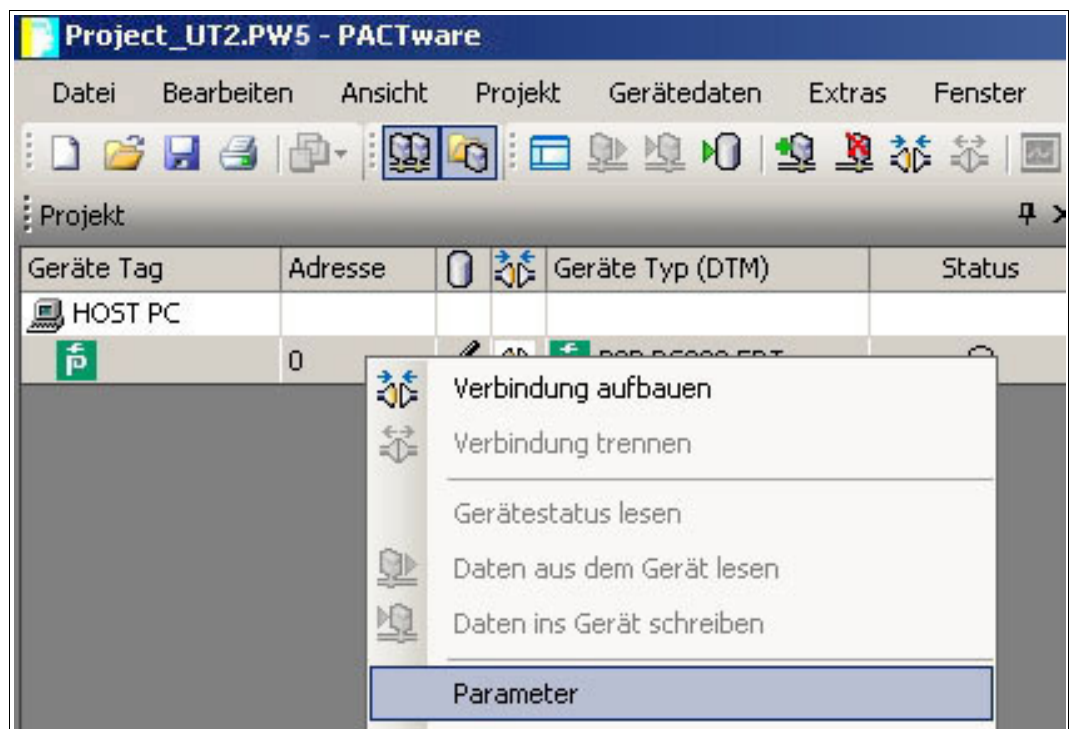 Project_UT2.PW5 - PACTware
Datei Bearbeiten Ansicht Projekt Gerätedaten Extras Fenster
Projekt
Geräte Tag Adresse Geräte Typ (DTM) Status
HOST PC
0
Verbindung aufbauen
Verbindung trennen
Gerätestatus lesen
Daten aus dem Gerät lesen
Daten ins Gerät schreiben
Parameter